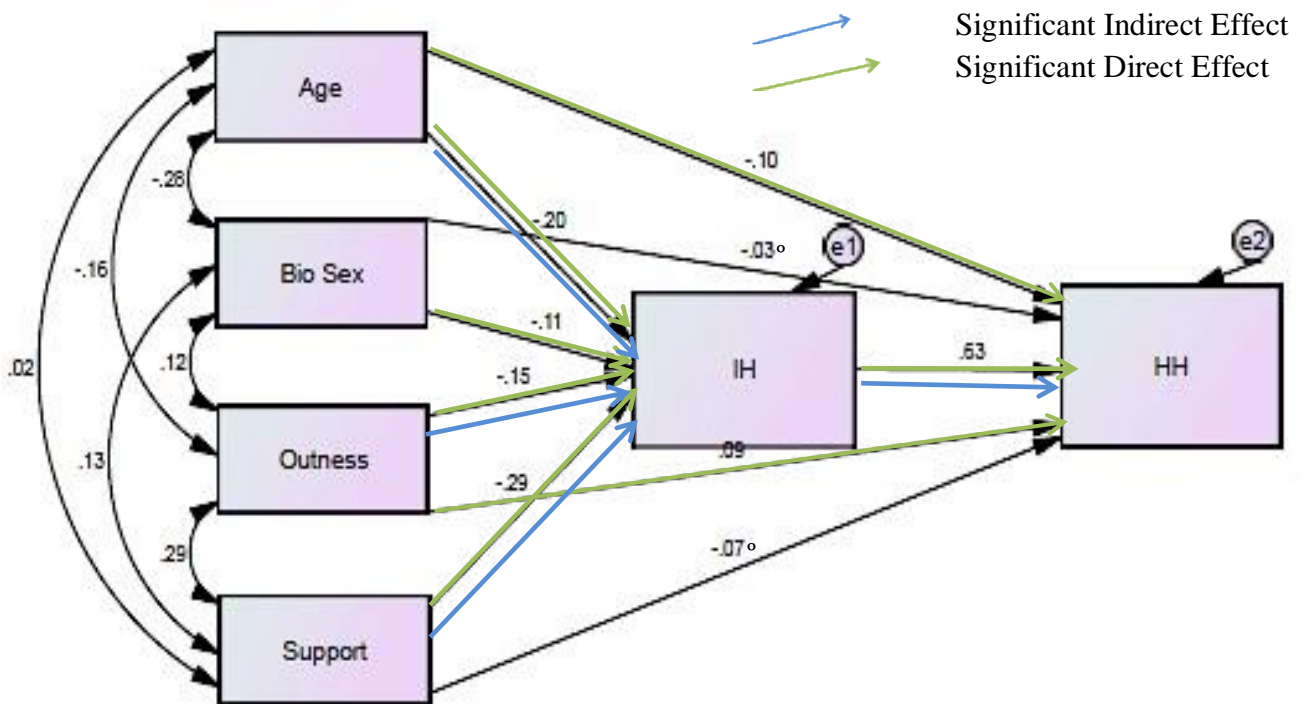 Significant Indirect Effect
Significant Direct Effect
Age
-.10
-.28
-.20
-.03°
e1
e2
-.16
Bio Sex
-.11
.02
.12
-.15
IH
.63
HH
.13
Outness
-.29
.09
.29
-.07°
Support